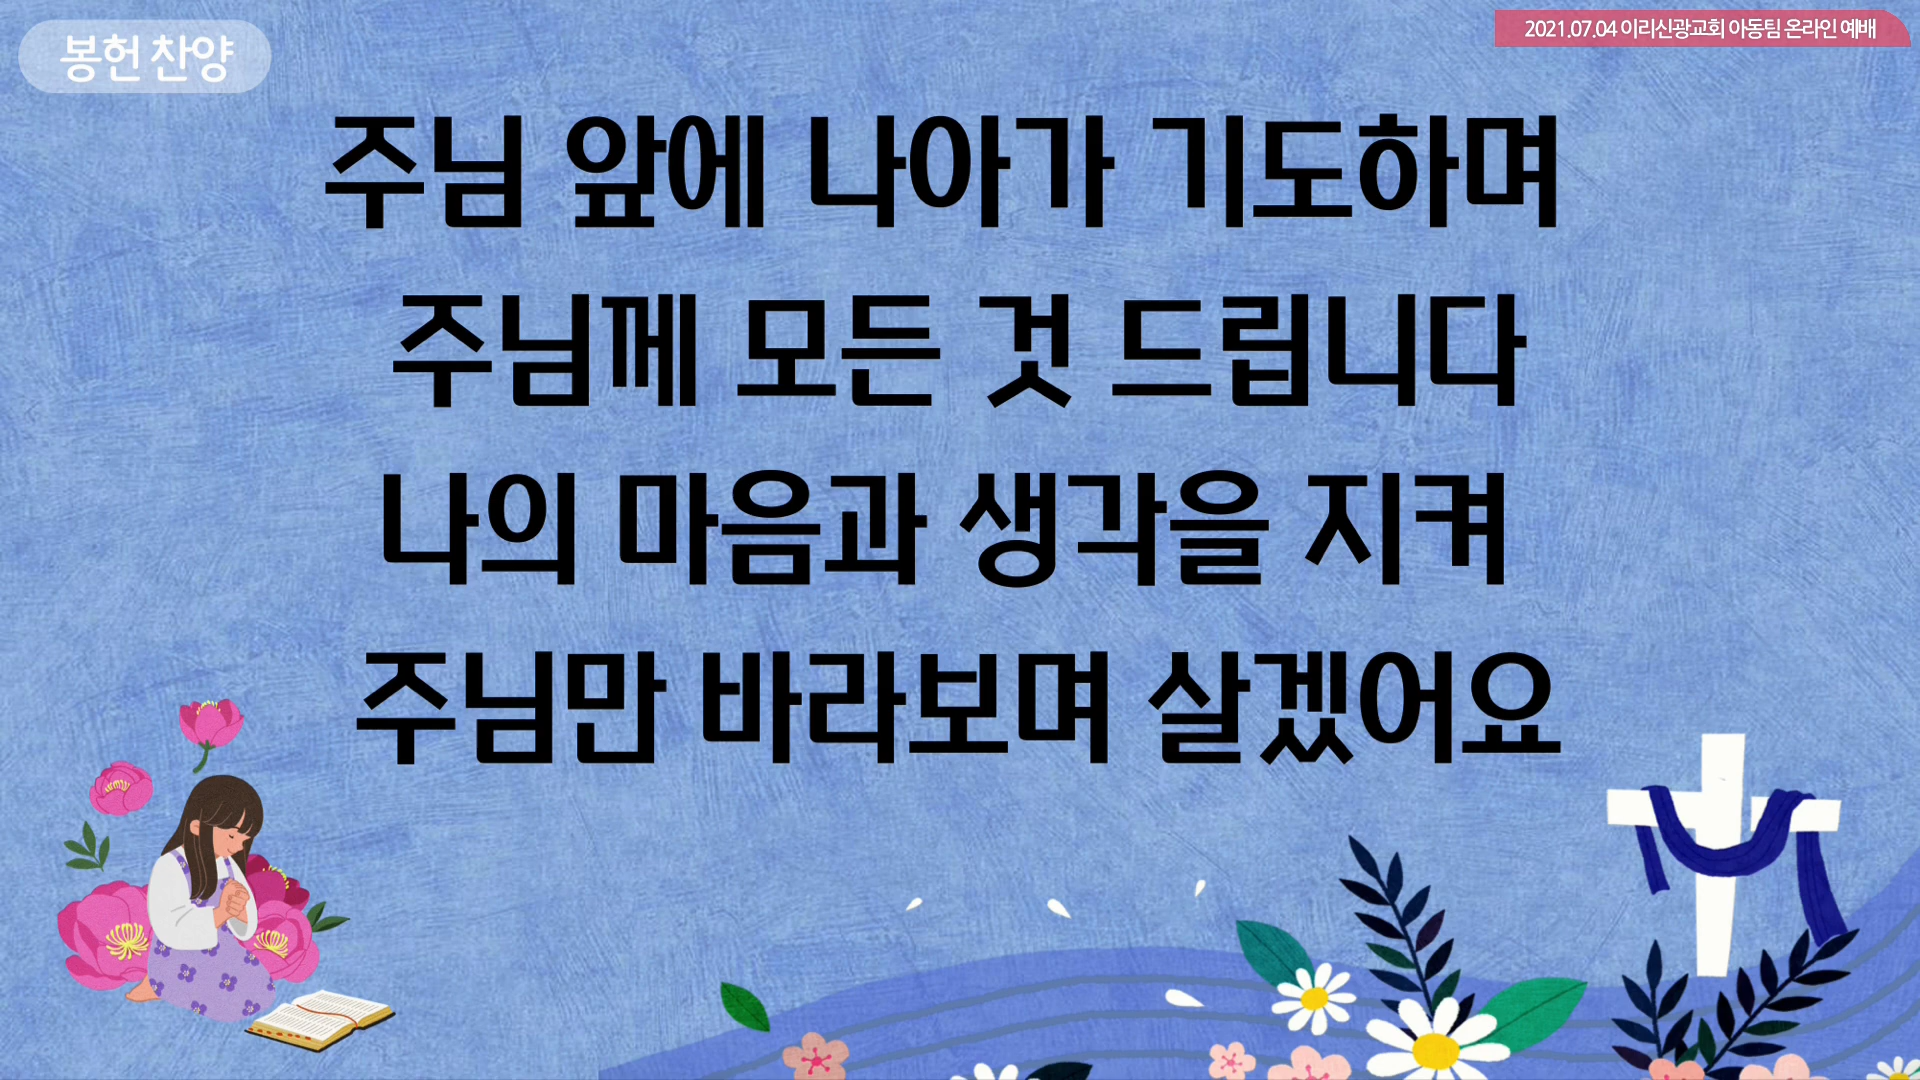 봉헌 찬양
2021.07.04 이리신광교회 아동팀 온라인 예배
주님 앞에 나아가 기도하며
주님께 모든 것 드립니다
나의 마음과 생각을 지켜
주님만 바라보며 살겠어요